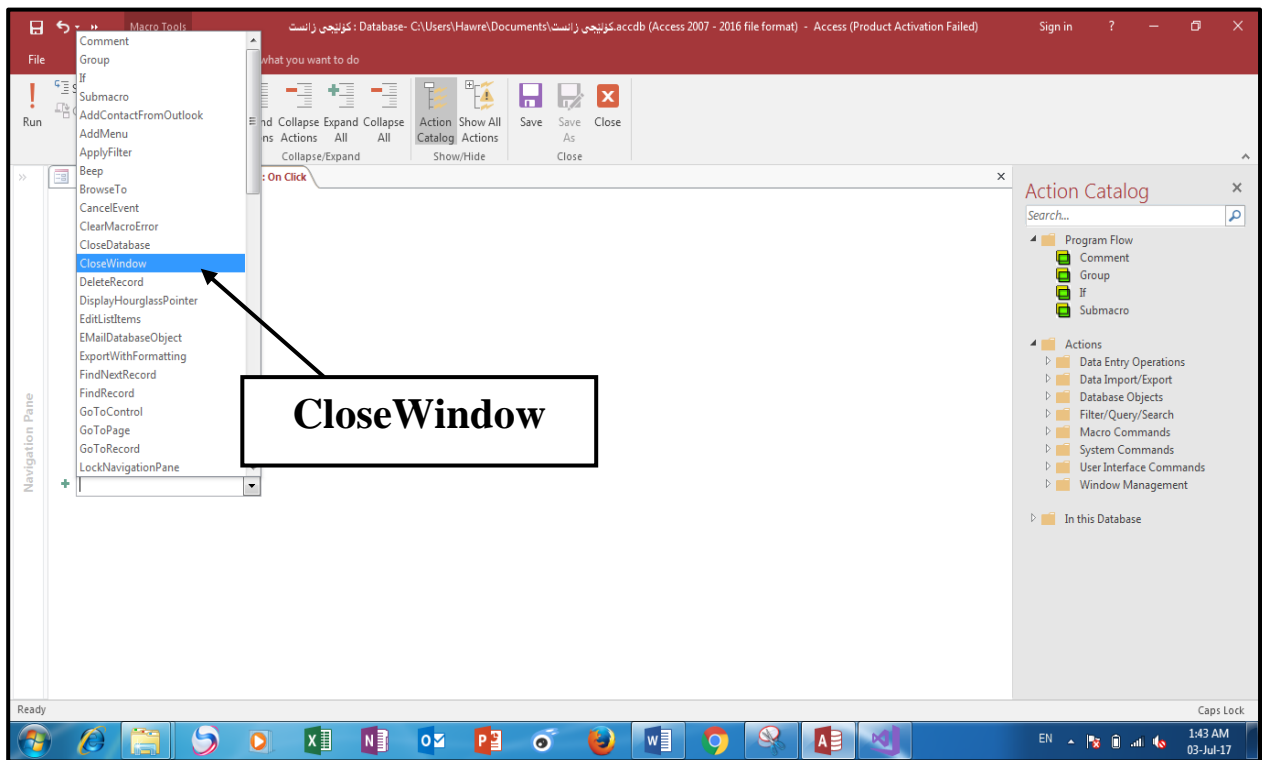 Macro Tools
کۆلێجی زانست : Database- C:\Users\Hawre\Documents\کۆلێجی زانست.accdb (Access 2007 - 2016 file format) - Access (Product Activation Failed)
Sign in ?
File
what you want to do
Run
Collapse Expand Collapse
Actions All All
Collapse/Expand
Action Show All
Catalog Actions
Show/Hide
Save Save Close
As
Close
: On Click
Comment
Group
If
Submacro
AddContactFromOutlook
AddMenu
ApplyFilter
Beep
BrowseTo
CancelEvent
ClearMacroError
CloseDatabase
CloseWindow
DeleteRecord
DisplayHourglassPointer
EditListItems
EMailDatabaseObject
ExportWithFormatting
FindNextRecord
FindRecord
GoToControl
GoToPage
GoToRecord
LockNavigationPane
CloseWindow
Navigation Pane
Action Catalog
Search...
Program Flow
Comment
Group
If
Submacro
Actions
Data Entry Operations
Data Import/Export
Database Objects
Filter/Query/Search
Macro Commands
System Commands
User Interface Commands
Window Management
In this Database
Ready
Caps Lock
EN
1:43 AM
03-Jul-17